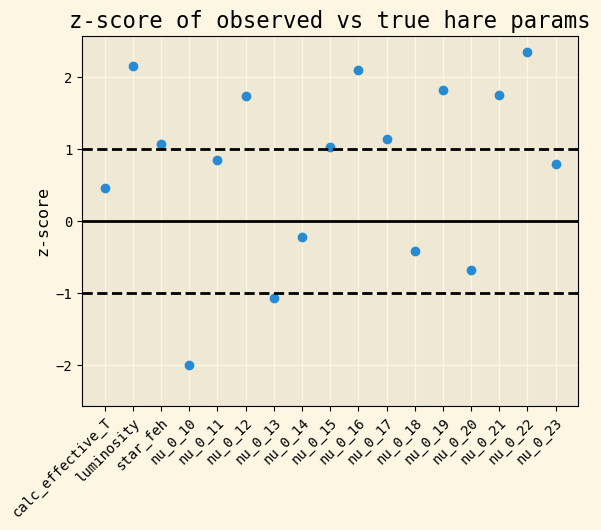 z-score of observed vs true hare params
z-score
2
1
0
−1
−2
calc_effective_T
luminosity
star_feh
nu_0_10
nu_0_11
nu_0_12
nu_0_13
nu_0_14
nu_0_15
nu_0_16
nu_0_17
nu_0_18
nu_0_19
nu_0_20
nu_0_21
nu_0_22
nu_0_23